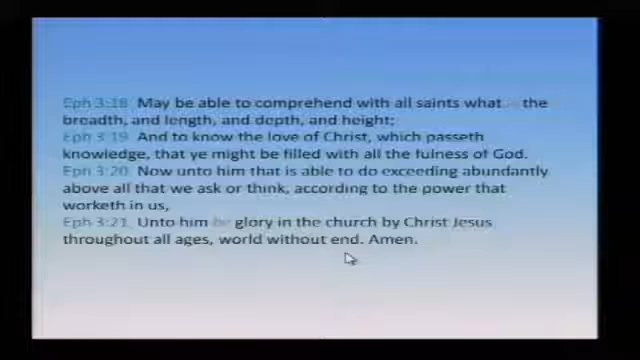 Eph 3:18 May be able to comprehend with all saints what is the
breadth, and length, and depth, and height;
Eph 3:19 And to know the love of Christ, which passeth
knowledge, that ye might be filled with all the fulness of God.
Eph 3:20 Now unto him that is able to do exceeding abundantly
above all that we ask or think, according to the power that
worketh in us,
Eph 3:21 Unto him be glory in the church by Christ Jesus
throughout all ages, world without end. Amen.